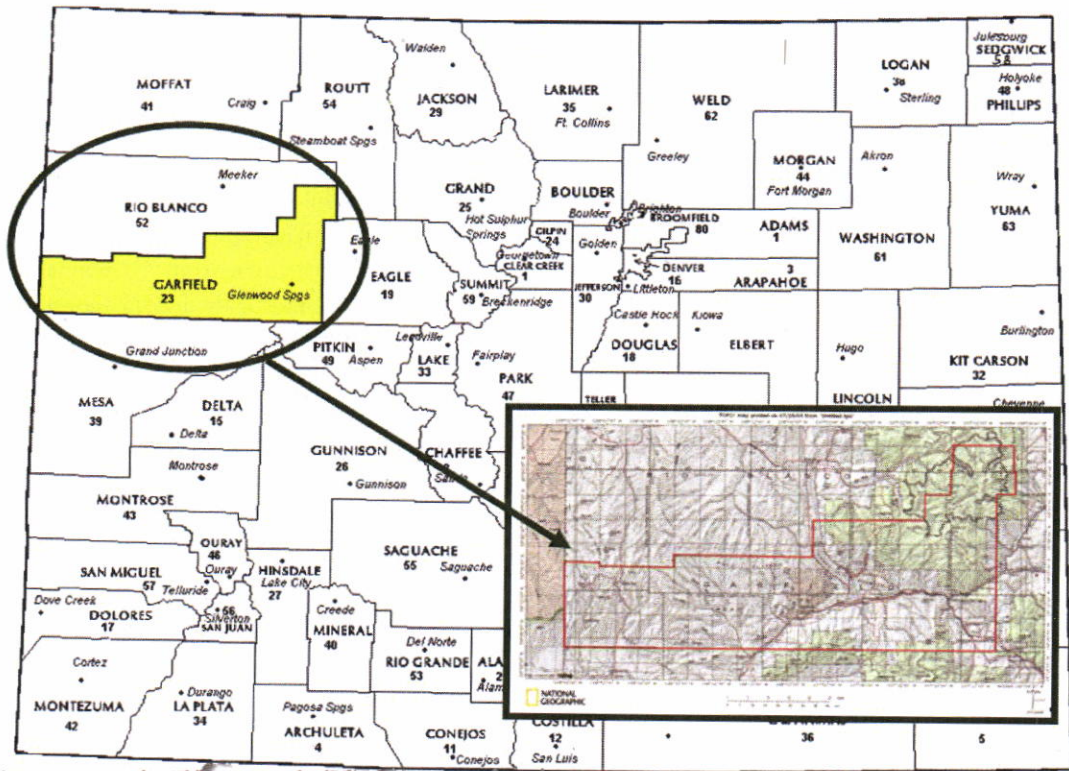 Julesburg
SEDGWICK
58
Holyoke
48
PHILLIPS
LOGAN
38
Sterling
MOFFAT
41
Craig
ROUTT
54
Steamboat Spgs
Walden
JACKSON
29
LARIMER
35
Ft. Collins
WELD
62
Greeley
MORGAN
44
Fort Morgan
Akron
WASHINGTON
61
Wray
YUMA
63
Meeker
RIO BLANCO
52
GRAND
25
Hot Sulphur
Springs
BOULDER
Boulder
Brighton
BROOMFIELD
80
ADAMS
1
GILPIN
24
Georgetown
CLEAR CREEK
1
Golden
JEFFERSON
30
DENVER
16
Littleton
3
ARAPAHOE
GARFIELD
23
Glenwood Spgs
Eagle
EAGLE
19
SUMMIT
59
Breckenridge
Castle Rock
DOUGLAS
18
Kiowa
ELBERT
Hugo
LINCOLN
Burlington
KIT CARSON
32
Cheyenne
Grand Junction
MESA
39
PITKIN
49
Aspen
Leadville
LAKE
33
Fairplay
PARK
47
TELLER
DELTA
15
Delta
GUNNISON
26
Gunnison
CHAFFEE
Montrose
MONTROSE
43
OURAY
46
Ouray
SAN MIGUEL
57
Telluride
HINSDALE
Lake City
27
SAGUACHE
55
Saguache
Dove Creek
DOLORES
17
56
Silverton
SAN JUAN
Creede
MINERAL
40
Del Norte
RIO GRANDE
53
ALA
2
Alam
Cortez
MONTEZUMA
42
Durango
LA PLATA
34
Pagosa Spgs
ARCHULETA
4
CONEJOS
11
Conejos
COSTILLA
12
San Luis
36
5
NATIONAL
GEOGRAPHIC